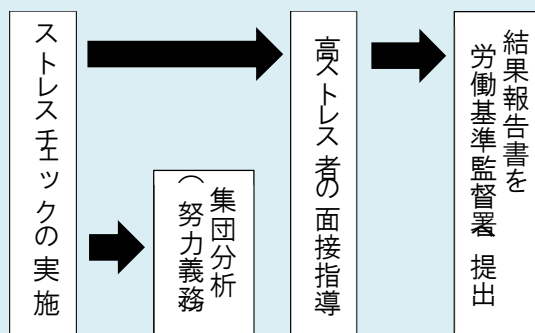 ストレスチェックの実施
集団分析
（努力義務）
高ストレス者の面接指導
結果報告書を
労働基準監督署へ提出